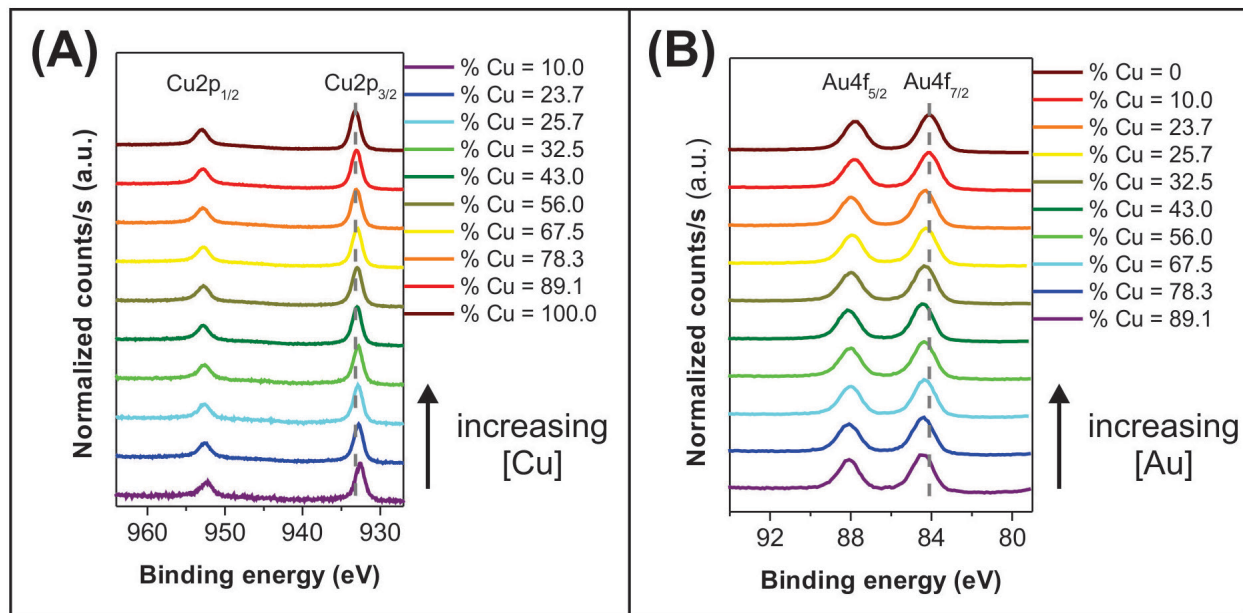 (A)
Cu2p1/2
Cu2p3/2
% Cu = 10.0
% Cu = 23.7
% Cu = 25.7
% Cu = 32.5
% Cu = 43.0
% Cu = 56.0
% Cu = 67.5
% Cu = 78.3
% Cu = 89.1
% Cu = 100.0
increasing
[Cu]
Normalized counts/s (a.u.)
960
950
940
930
Binding energy (eV)
(B)
Au4f5/2
Au4f7/2
% Cu = 0
% Cu = 10.0
% Cu = 23.7
% Cu = 25.7
% Cu = 32.5
% Cu = 43.0
% Cu = 56.0
% Cu = 67.5
% Cu = 78.3
% Cu = 89.1
increasing
[Au]
Normalized counts/s (a.u.)
92
88
84
80
Binding energy (eV)